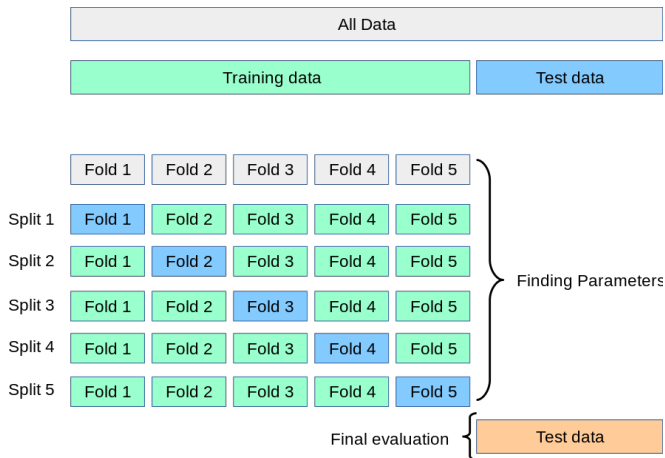 All Data
Training data Test data
Fold 1 Fold 2 Fold 3 Fold 4 Fold 5
Split 1 Fold 1 Fold 2 Fold 3 Fold 4 Fold 5
Split 2 Fold 1 Fold 2 Fold 3 Fold 4 Fold 5
Finding Parameters
Split 3 Fold 1 Fold 2 Fold 3 Fold 4 Fold 5
Split 4 Fold 1 Fold 2 Fold 3 Fold 4 Fold 5
Split 5 Fold 1 Fold 2 Fold 3 Fold 4 Fold 5
Final evaluation Test data